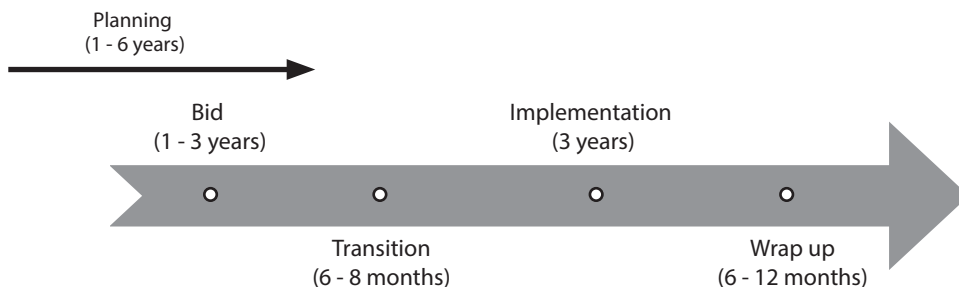 Planning
(1 - 6 years)
Bid
(1 - 3 years)
Implementation
(3 years)
Transition
(6 - 8 months)
Wrap up
(6 - 12 months)